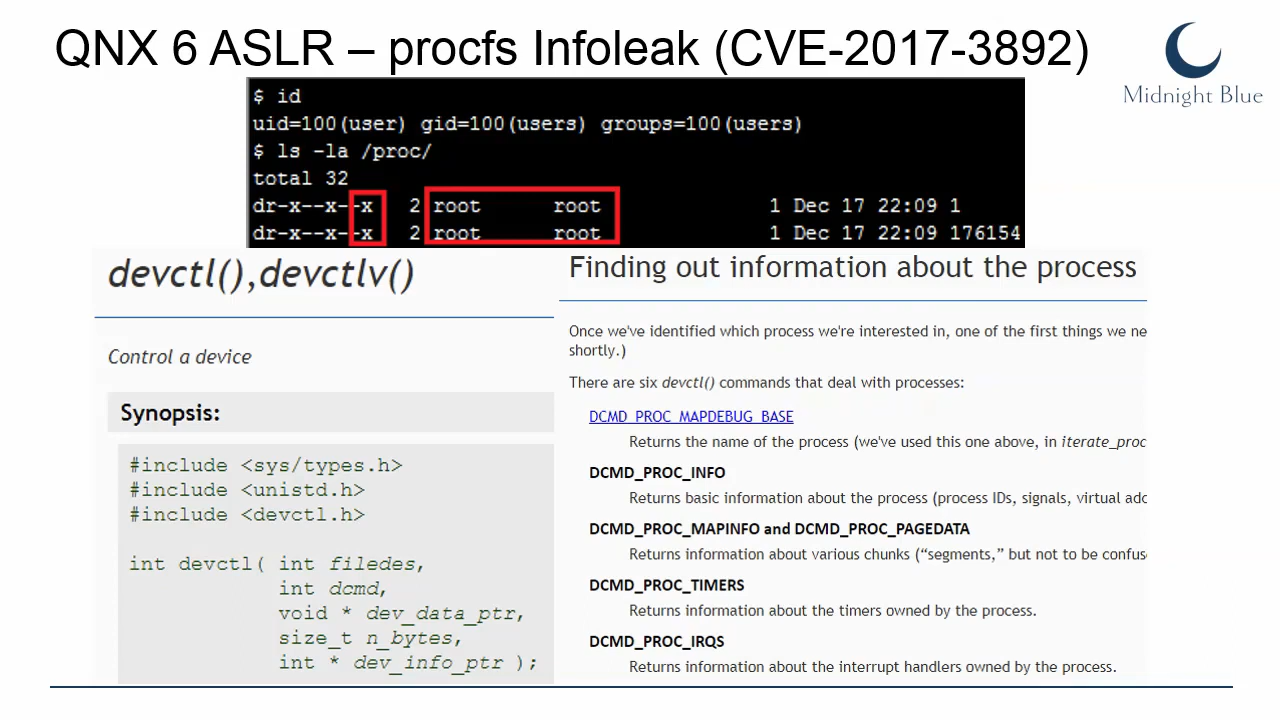 QNX 6 ASLR – procfs Infoleak (CVE-2017-3892)
Midnight Blue
$ id
uid=100(user) gid=100(users) groups=100(users)
$ ls -la /proc/
total 32
dr-x--x--x 2 root root 1 Dec 17 22:09 1
dr-x--x--x 2 root root 1 Dec 17 22:09 176154
devctl(),devctlv()
Control a device
Synopsis:
#include <sys/types.h>
#include <unistd.h>
#include <devctl.h>
int devctl( int filedes,
int dcmd,
void * dev_data_ptr,
size_t n_bytes,
int * dev_info_ptr );
Finding out information about the process
Once we've identified which process we're interested in, one of the first things we ne
shortly.)
There are six devctl() commands that deal with processes:
DCMD_PROC_MAPDEBUG_BASE
Returns the name of the process (we've used this one above, in iterate_proc
DCMD_PROC_INFO
Returns basic information about the process (process IDs, signals, virtual adc
DCMD_PROC_MAPINFO and DCMD_PROC_PAGEDATA
Returns information about various chunks (“segments,” but not to be confuse
DCMD_PROC_TIMERS
Returns information about the timers owned by the process.
DCMD_PROC_IRQS
Returns information about the interrupt handlers owned by the process.